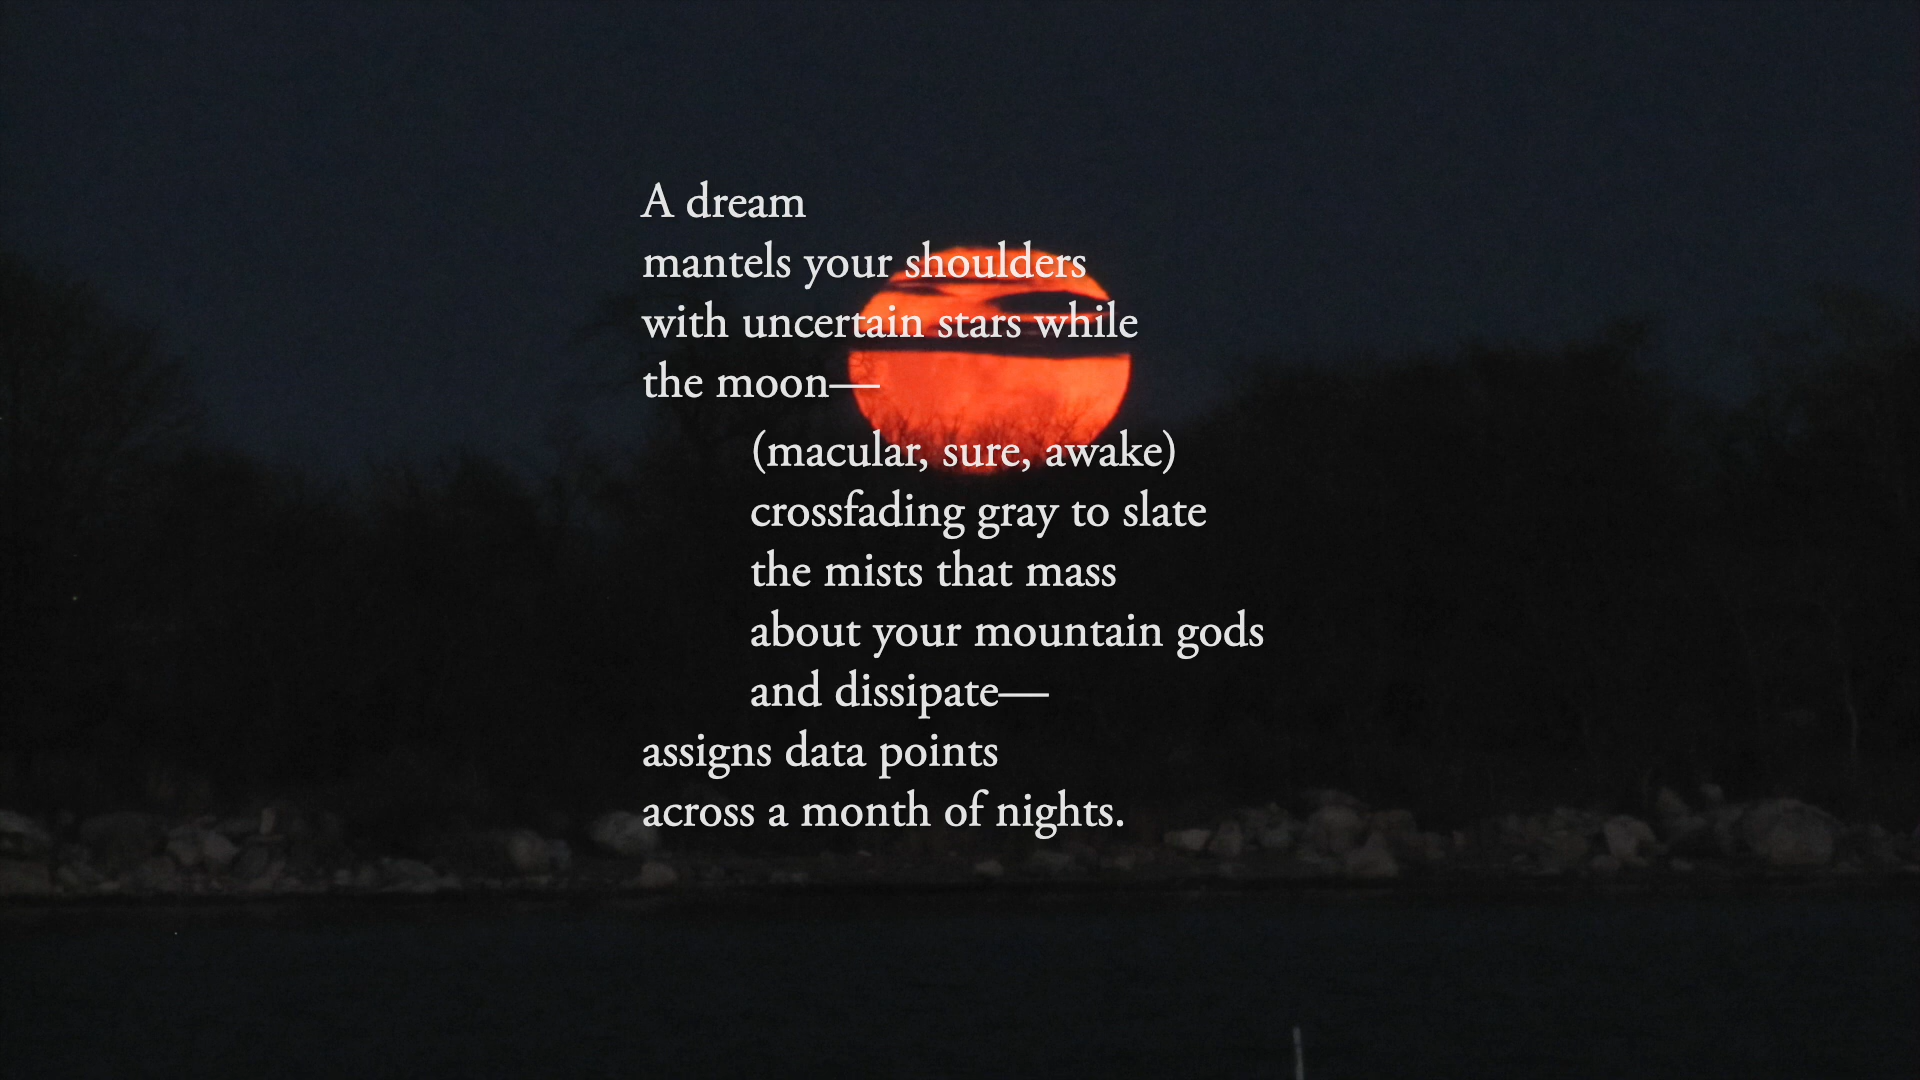 A dream
mantels your shoulders
with uncertain stars while
the moon—
(macular, sure, awake)
crossfading gray to slate
the mists that mass
about your mountain gods
and dissipate—
assigns data points
across a month of nights.